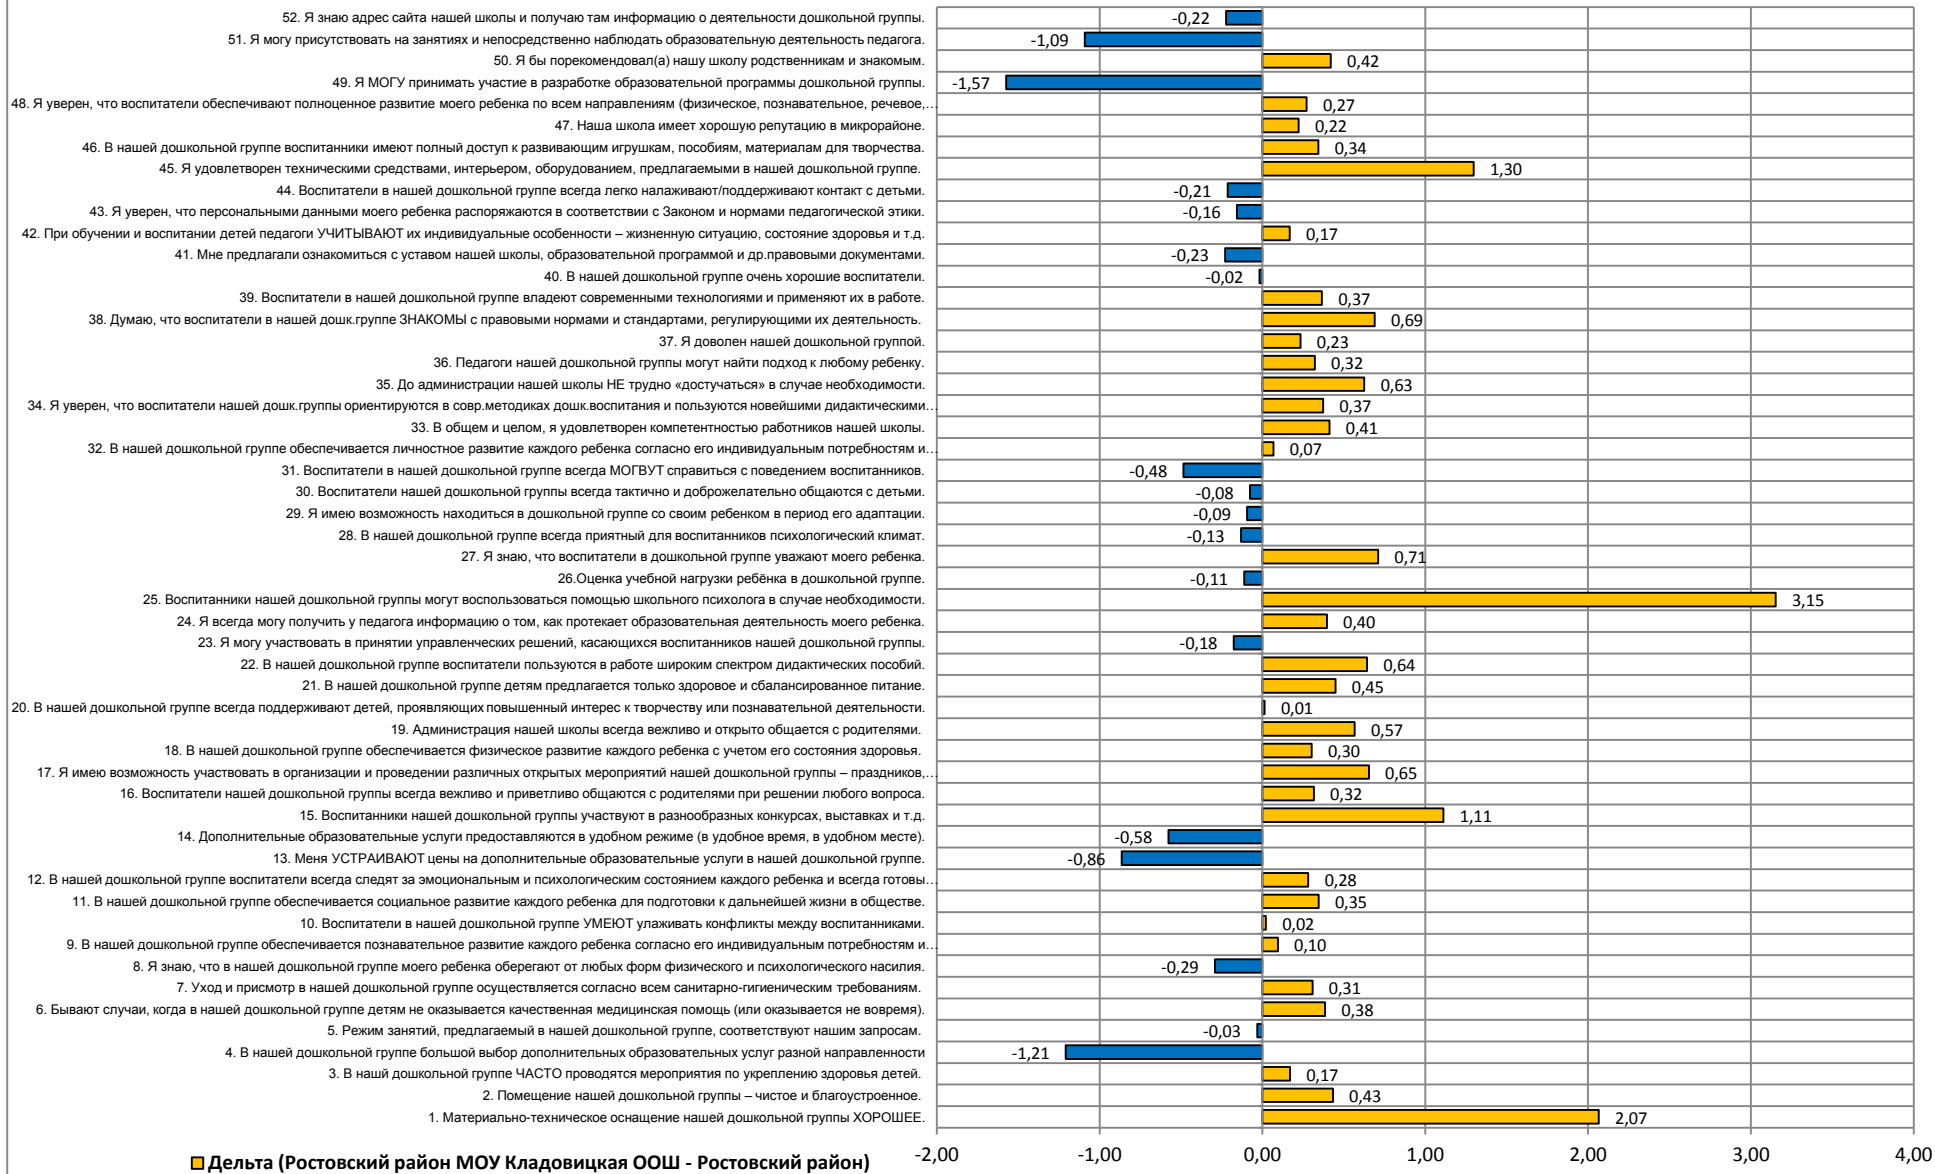 52. Я знаю адрес сайта нашей школы и получаю там информацию о деятельности дошкольной группы. -0,22
51. Я могу присутствовать на занятиях и непосредственно наблюдать образовательную деятельность педагога. -1,09
50. Я бы порекомендовал(а) нашу школу родственникам и знакомым. 0,42
49. Я МОГУ принимать участие в разработке образовательной программы дошкольной группы. -1,57
48. Я уверен, что воспитатели обеспечивают полноценное развитие моего ребенка по всем направлениям (физическое, познавательное, речевое,… 0,27
47. Наша школа имеет хорошую репутацию в микрорайоне. 0,22
46. В нашей дошкольной группе воспитанники имеют полный доступ к развивающим игрушкам, пособиям, материалам для творчества. 0,34
45. Я удовлетворен техническими средствами, интерьером, оборудованием, предлагаемыми в нашей дошкольной группе. 1,30
44. Воспитатели в нашей дошкольной группе всегда легко налаживают/поддерживают контакт с детьми. -0,21
43. Я уверен, что персональными данными моего ребенка распоряжаются в соответствии с Законом и нормами педагогической этики. -0,16
42. При обучении и воспитании детей педагоги УЧИТЫВАЮТ их индивидуальные особенности – жизненную ситуацию, состояние здоровья и т.д. 0,17
41. Мне предлагали ознакомиться с уставом нашей школы, образовательной программой и др.правовыми документами. -0,23
40. В нашей дошкольной группе очень хорошие воспитатели. -0,02
39. Воспитатели в нашей дошкольной группе владеют современными технологиями и применяют их в работе. 0,37
38. Думаю, что воспитатели в нашей дошк.группе ЗНАКОМЫ с правовыми нормами и стандартами, регулирующими их деятельность. 0,69
37. Я доволен нашей дошкольной группой. 0,23
36. Педагоги нашей дошкольной группы могут найти подход к любому ребенку. 0,32
35. До администрации нашей школы НЕ трудно «достучаться» в случае необходимости. 0,63
34. Я уверен, что воспитатели нашей дошк.группы ориентируются в совр.методиках дошк.воспитания и пользуются новейшими дидактическими… 0,37
33. В общем и целом, я удовлетворен компетентностью работников нашей школы. 0,41
32. В нашей дошкольной группе обеспечивается личностное развитие каждого ребенка согласно его индивидуальным потребностям и… 0,07
31. Воспитатели в нашей дошкольной группе всегда МОГВУТ справиться с поведением воспитанников. -0,48
30. Воспитатели нашей дошкольной группы всегда тактично и доброжелательно общаются с детьми. -0,08
29. Я имею возможность находиться в дошкольной группе со своим ребенком в период его адаптации. -0,09
28. В нашей дошкольной группе всегда приятный для воспитанников психологический климат. -0,13
27. Я знаю, что воспитатели в дошкольной группе уважают моего ребенка. 0,71
26.Оценка учебной нагрузки ребёнка в дошкольной группе. -0,11
25. Воспитанники нашей дошкольной группы могут воспользоваться помощью школьного психолога в случае необходимости. 3,15
24. Я всегда могу получить у педагога информацию о том, как протекает образовательная деятельность моего ребенка. 0,40
23. Я могу участвовать в принятии управленческих решений, касающихся воспитанников нашей дошкольной группы. -0,18
22. В нашей дошкольной группе воспитатели пользуются в работе широким спектром дидактических пособий. 0,64
21. В нашей дошкольной группе детям предлагается только здоровое и сбалансированное питание. 0,45
20. В нашей дошкольной группе всегда поддерживают детей, проявляющих повышенный интерес к творчеству или познавательной деятельности. 0,01
19. Администрация нашей школы всегда вежливо и открыто общается с родителями. 0,57
18. В нашей дошкольной группе обеспечивается физическое развитие каждого ребенка с учетом его состояния здоровья. 0,30
17. Я имею возможность участвовать в организации и проведении различных открытых мероприятий нашей дошкольной группы – праздников,… 0,65
16. Воспитатели нашей дошкольной группы всегда вежливо и приветливо общаются с родителями при решении любого вопроса. 0,32
15. Воспитанники нашей дошкольной группы участвуют в разнообразных конкурсах, выставках и т.д. 1,11
14. Дополнительные образовательные услуги предоставляются в удобном режиме (в удобное время, в удобном месте). -0,58
13. Меня УСТРАИВАЮТ цены на дополнительные образовательные услуги в нашей дошкольной группе. -0,86
12. В нашей дошкольной группе воспитатели всегда следят за эмоциональным и психологическим состоянием каждого ребенка и всегда готовы… 0,28
11. В нашей дошкольной группе обеспечивается социальное развитие каждого ребенка для подготовки к дальнейшей жизни в обществе. 0,35
10. Воспитатели в нашей дошкольной группе УМЕЮТ улаживать конфликты между воспитанниками. 0,02
9. В нашей дошкольной группе обеспечивается познавательное развитие каждого ребенка согласно его индивидуальным потребностям и… 0,10
8. Я знаю, что в нашей дошкольной группе моего ребенка оберегают от любых форм физического и психологического насилия. -0,29
7. Уход и присмотр в нашей дошкольной группе осуществляется согласно всем санитарно-гигиеническим требованиям. 0,31
6. Бывают случаи, когда в нашей дошкольной группе детям не оказывается качественная медицинская помощь (или оказывается не вовремя). 0,38
5. Режим занятий, предлагаемый в нашей дошкольной группе, соответствуют нашим запросам. -0,03
4. В нашей дошкольной группе большой выбор дополнительных образовательных услуг разной направленности -1,21
3. В нашй дошкольной группе ЧАСТО проводятся мероприятия по укреплению здоровья детей. 0,17
2. Помещение нашей дошкольной группы – чистое и благоустроенное. 0,43
1. Материально-техническое оснащение нашей дошкольной группы ХОРОШЕЕ. 2,07
-2,00 -1,00 0,00 1,00 2,00 3,00 4,00
Дельта (Ростовский район МОУ Кладовицкая ООШ - Ростовский район)